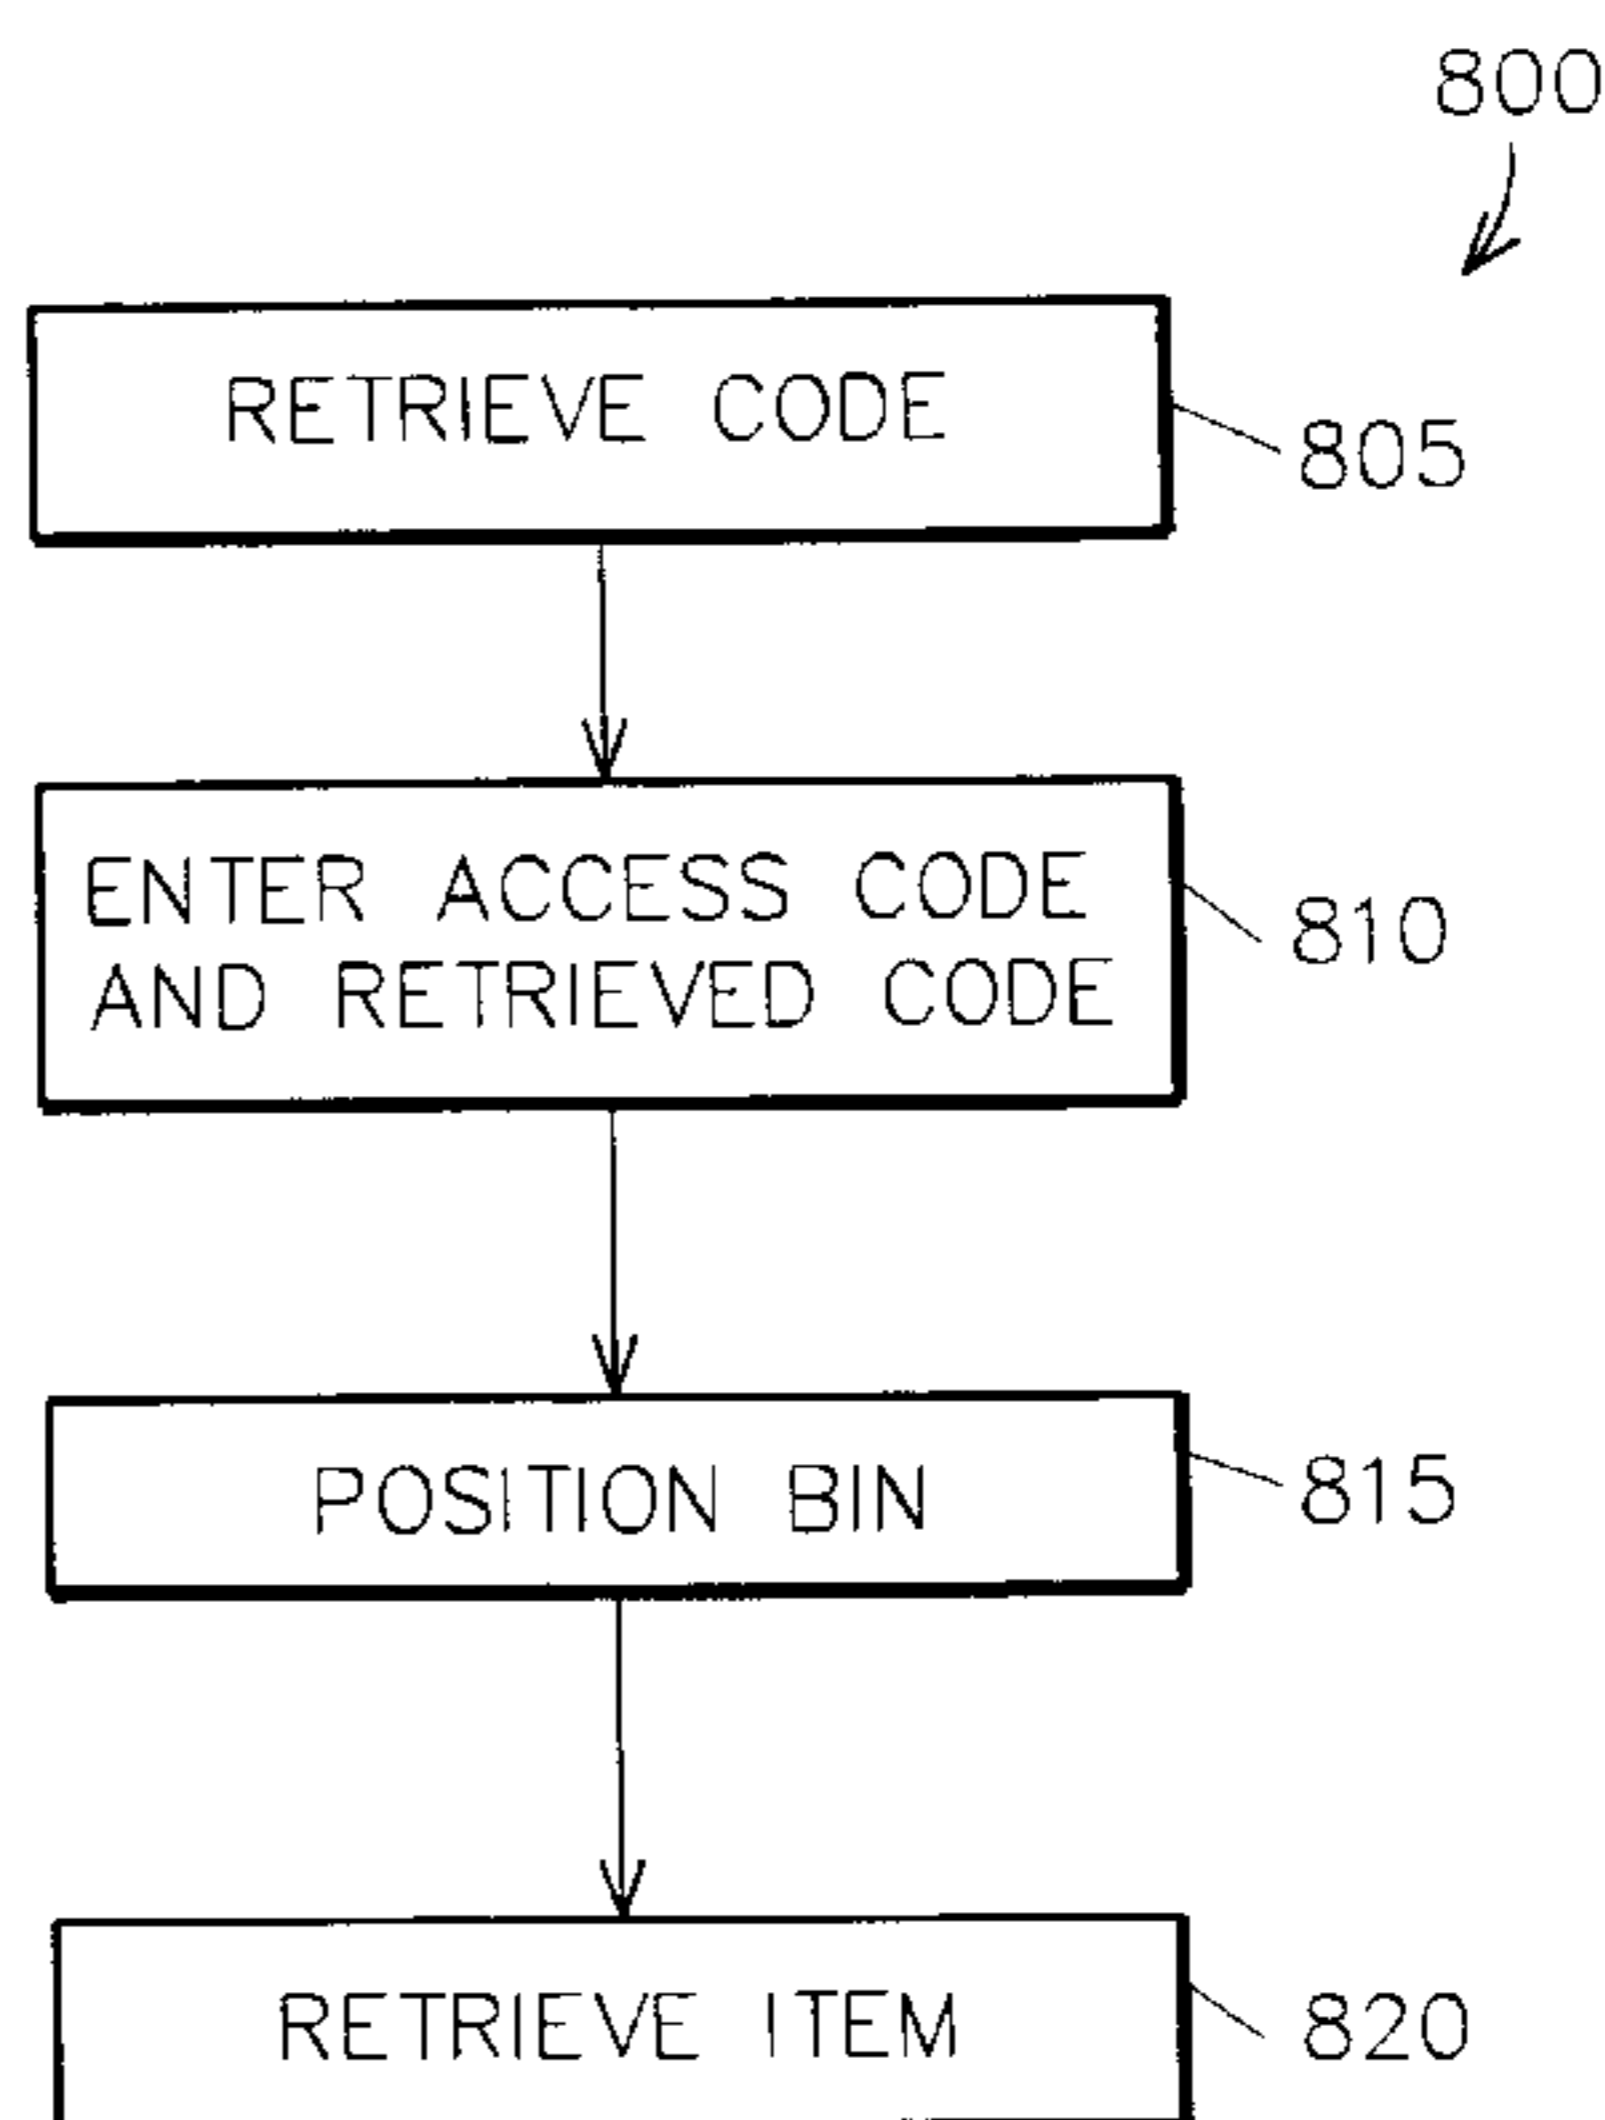 800
RETRIEVE CODE
805
ENTER ACCESS CODE
AND RETRIEVED CODE
810
POSITION BIN
815
RETRIEVE ITEM
820